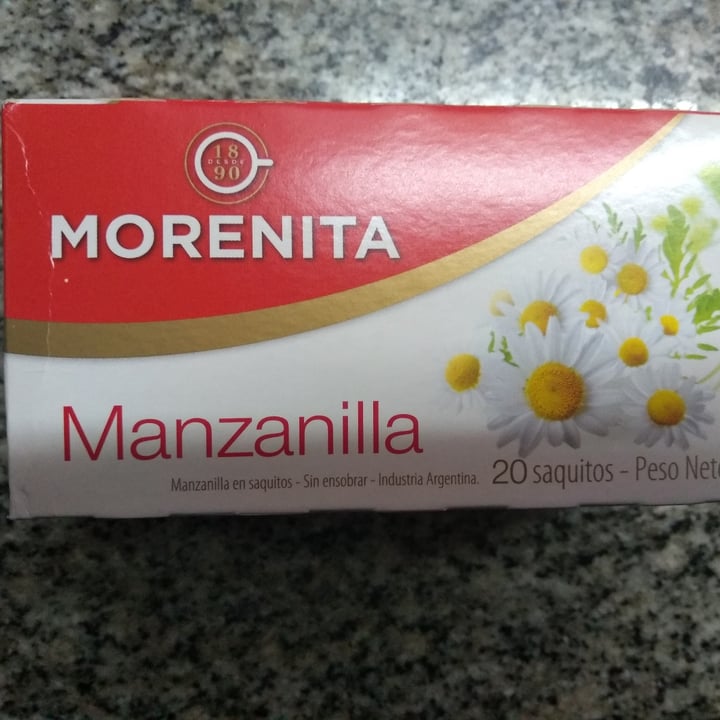 18
DESDE
90
MORENITA
Manzanilla
Manzanilla en saquitos - Sin ensobrar - Industria Argentina. 20 saquitos - Peso Neto